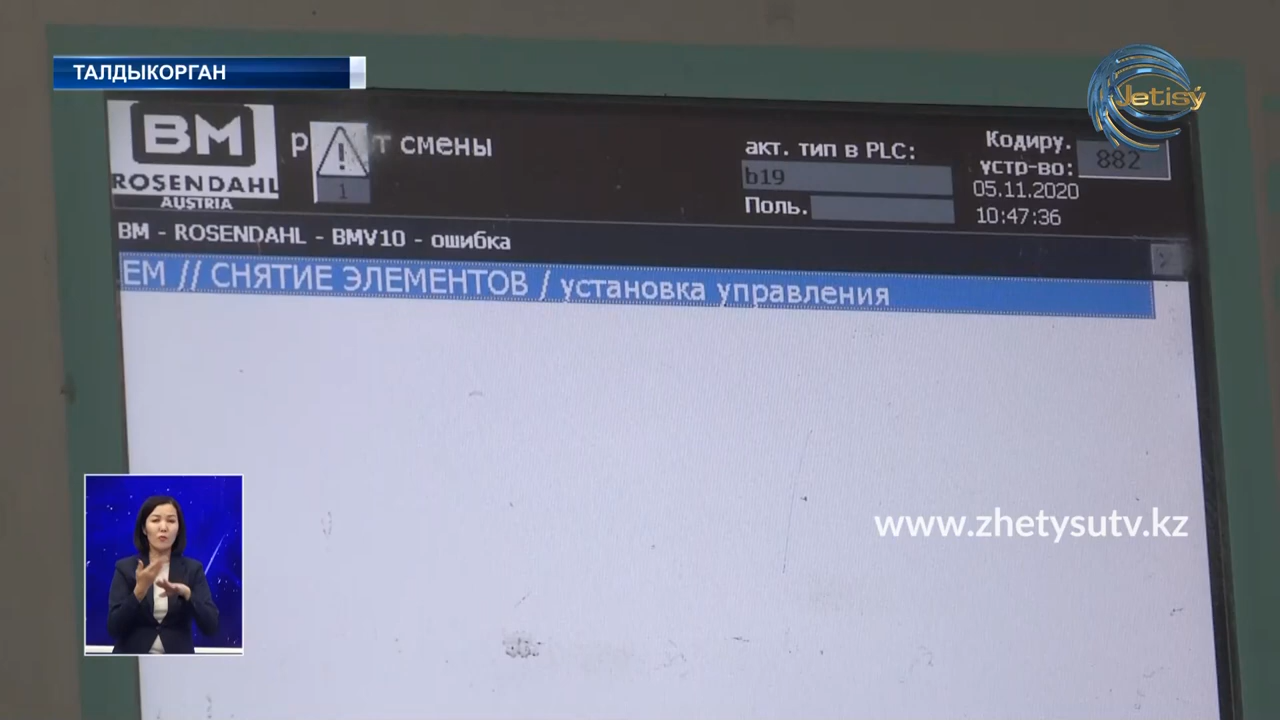 ТАЛДЫКОРГАН
Jetisý
BM
ROSENDAHL
AUSTRIA
1
смены
акт. тип в PLC:
b19
Поль.
Кодиру.
устр-во:
882
05.11.2020
10:47:36
BM - ROSENDAHL - BMV10 - ошибка
EM // СНЯТИЕ ЭЛЕМЕНТОВ / установка управления
www.zhetysutv.kz